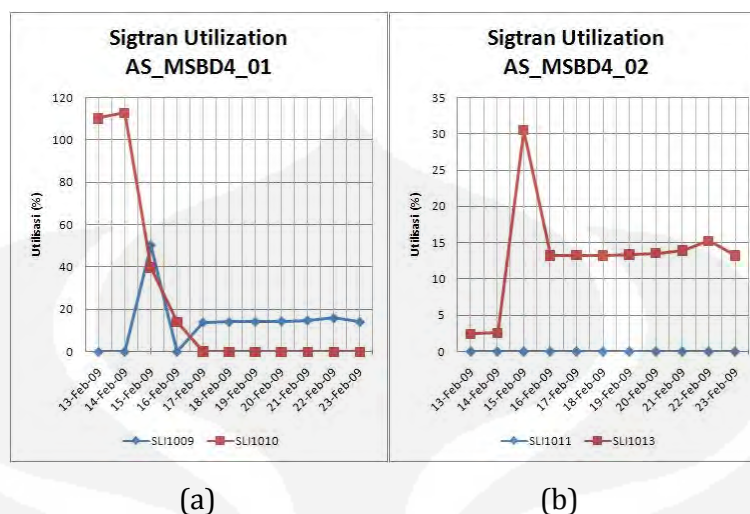 Sigtran Utilization
AS_MSBD4_01
Utilisasi (%)
120
100
80
60
40
20
0
13-Feb-09
14-Feb-09
15-Feb-09
16-Feb-09
17-Feb-09
18-Feb-09
19-Feb-09
20-Feb-09
21-Feb-09
22-Feb-09
23-Feb-09
SLI1009
SLI1010
(a)
Sigtran Utilization
AS_MSBD4_02
Utilisasi (%)
35
30
25
20
15
10
5
0
13-Feb-09
14-Feb-09
15-Feb-09
16-Feb-09
17-Feb-09
18-Feb-09
19-Feb-09
20-Feb-09
21-Feb-09
22-Feb-09
23-Feb-09
SLI1011
SLI1013
(b)